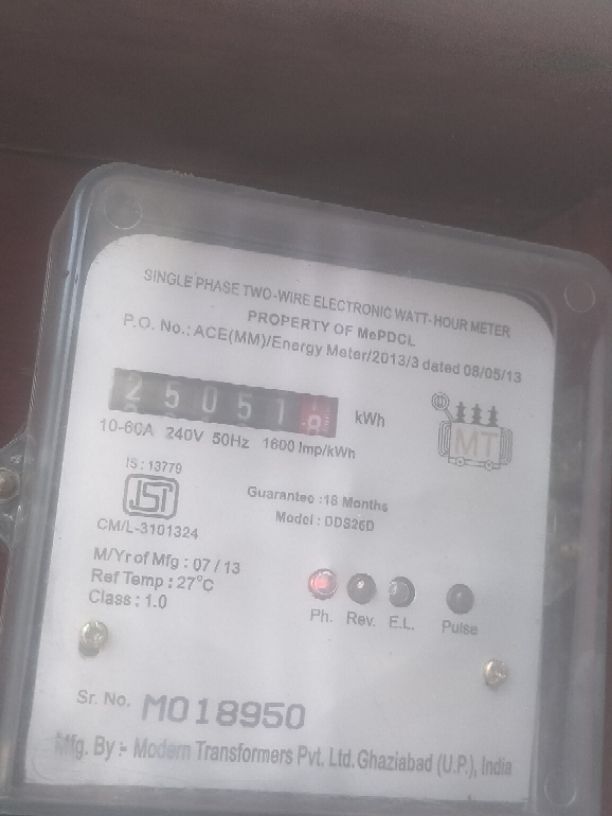 SINGLE PHASE TWO-WIRE ELECTRONIC WATT-HOUR METER
PROPERTY OF MePDCL
P.O. No.: ACE(MM)/Energy Meter/2013/3 dated 08/05/13
25051 kWh
10-60A 240V 50Hz 1600 Imp/kWh
IS : 13779
ISI
CM/L-3101324
Guarantee :18 Months
Model : DDS26D
MT
M/Yr of Mfg : 07 / 13
Ref Temp : 27°C
Class : 1.0
Ph. Rev. E.L. Pulse
Sr. No. M018950
Mfg. By :- Modern Transformers Pvt. Ltd. Ghaziabad (U.P.), India